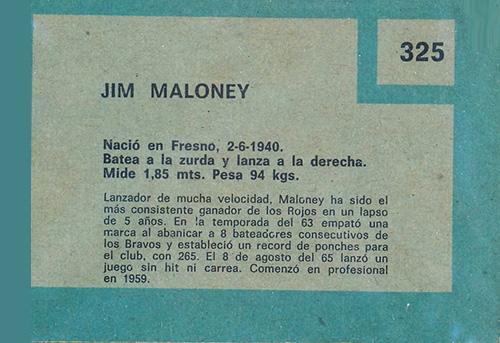 325
JIM MALONEY
Nació en Fresno, 2-6-1940.
Batea a la zurda y lanza a la derecha.
Mide 1,85 mts. Pesa 94 kgs.
Lanzador de mucha velocidad, Maloney ha sido el
más consistente ganador de los Rojos en un lapso
de 5 años. En la temporada del 63 empató una
marca al abanicar a 8 bateadores consecutivos de
los Bravos y estableció un record de ponches para
el club, con 265. El 8 de agosto del 65 lanzó un
juego sin hit ni carrea. Comenzó en profesional
en 1959.